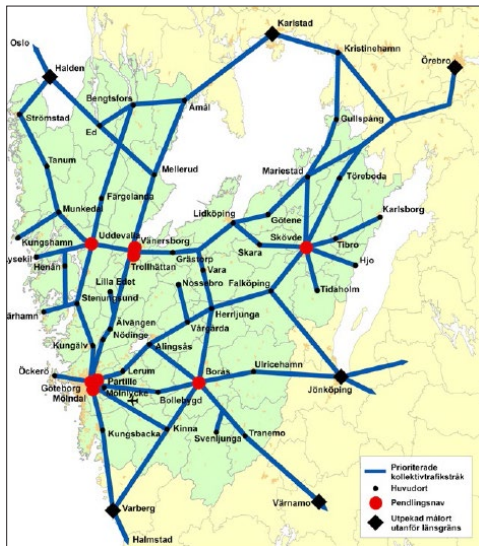 Karlstad
Oslo
Kristinehamn
Halden
Örebro
Bengtsfors
Åmål
Strömstad
Ed
Gullspång
Tanum
Mellerud
Mariestad
Töreboda
Färgelanda
Munkedal
Lidköping
Götene
Karlsborg
Uddevalla
Vänersborg
Skövde
Kungshamn
Grästorp
Tibro
Lysekil
Trollhättan
Skara
Henån
Hjo
Lilla Edet
Vara
Falköping
Nossebro
Tidaholm
Stenungsund
ärhamn
Älvängen
Herrljunga
Nödinge
Vårgårda
Kungälv
Alingsås
Öckerö
Lerum
Borås
Ulricehamn
Göteborg
Partille
Mölndal
Mölnlycke
Jönköping
Bollebygd
Kungsbacka
Kinna
Tranemo
Svenljunga
Värnamo
Varberg
Halmstad
Prioriterade
kollektivtrafikstråk
Huvudort
Pendlingsnav
Utpekad målort
utanför länsgräns